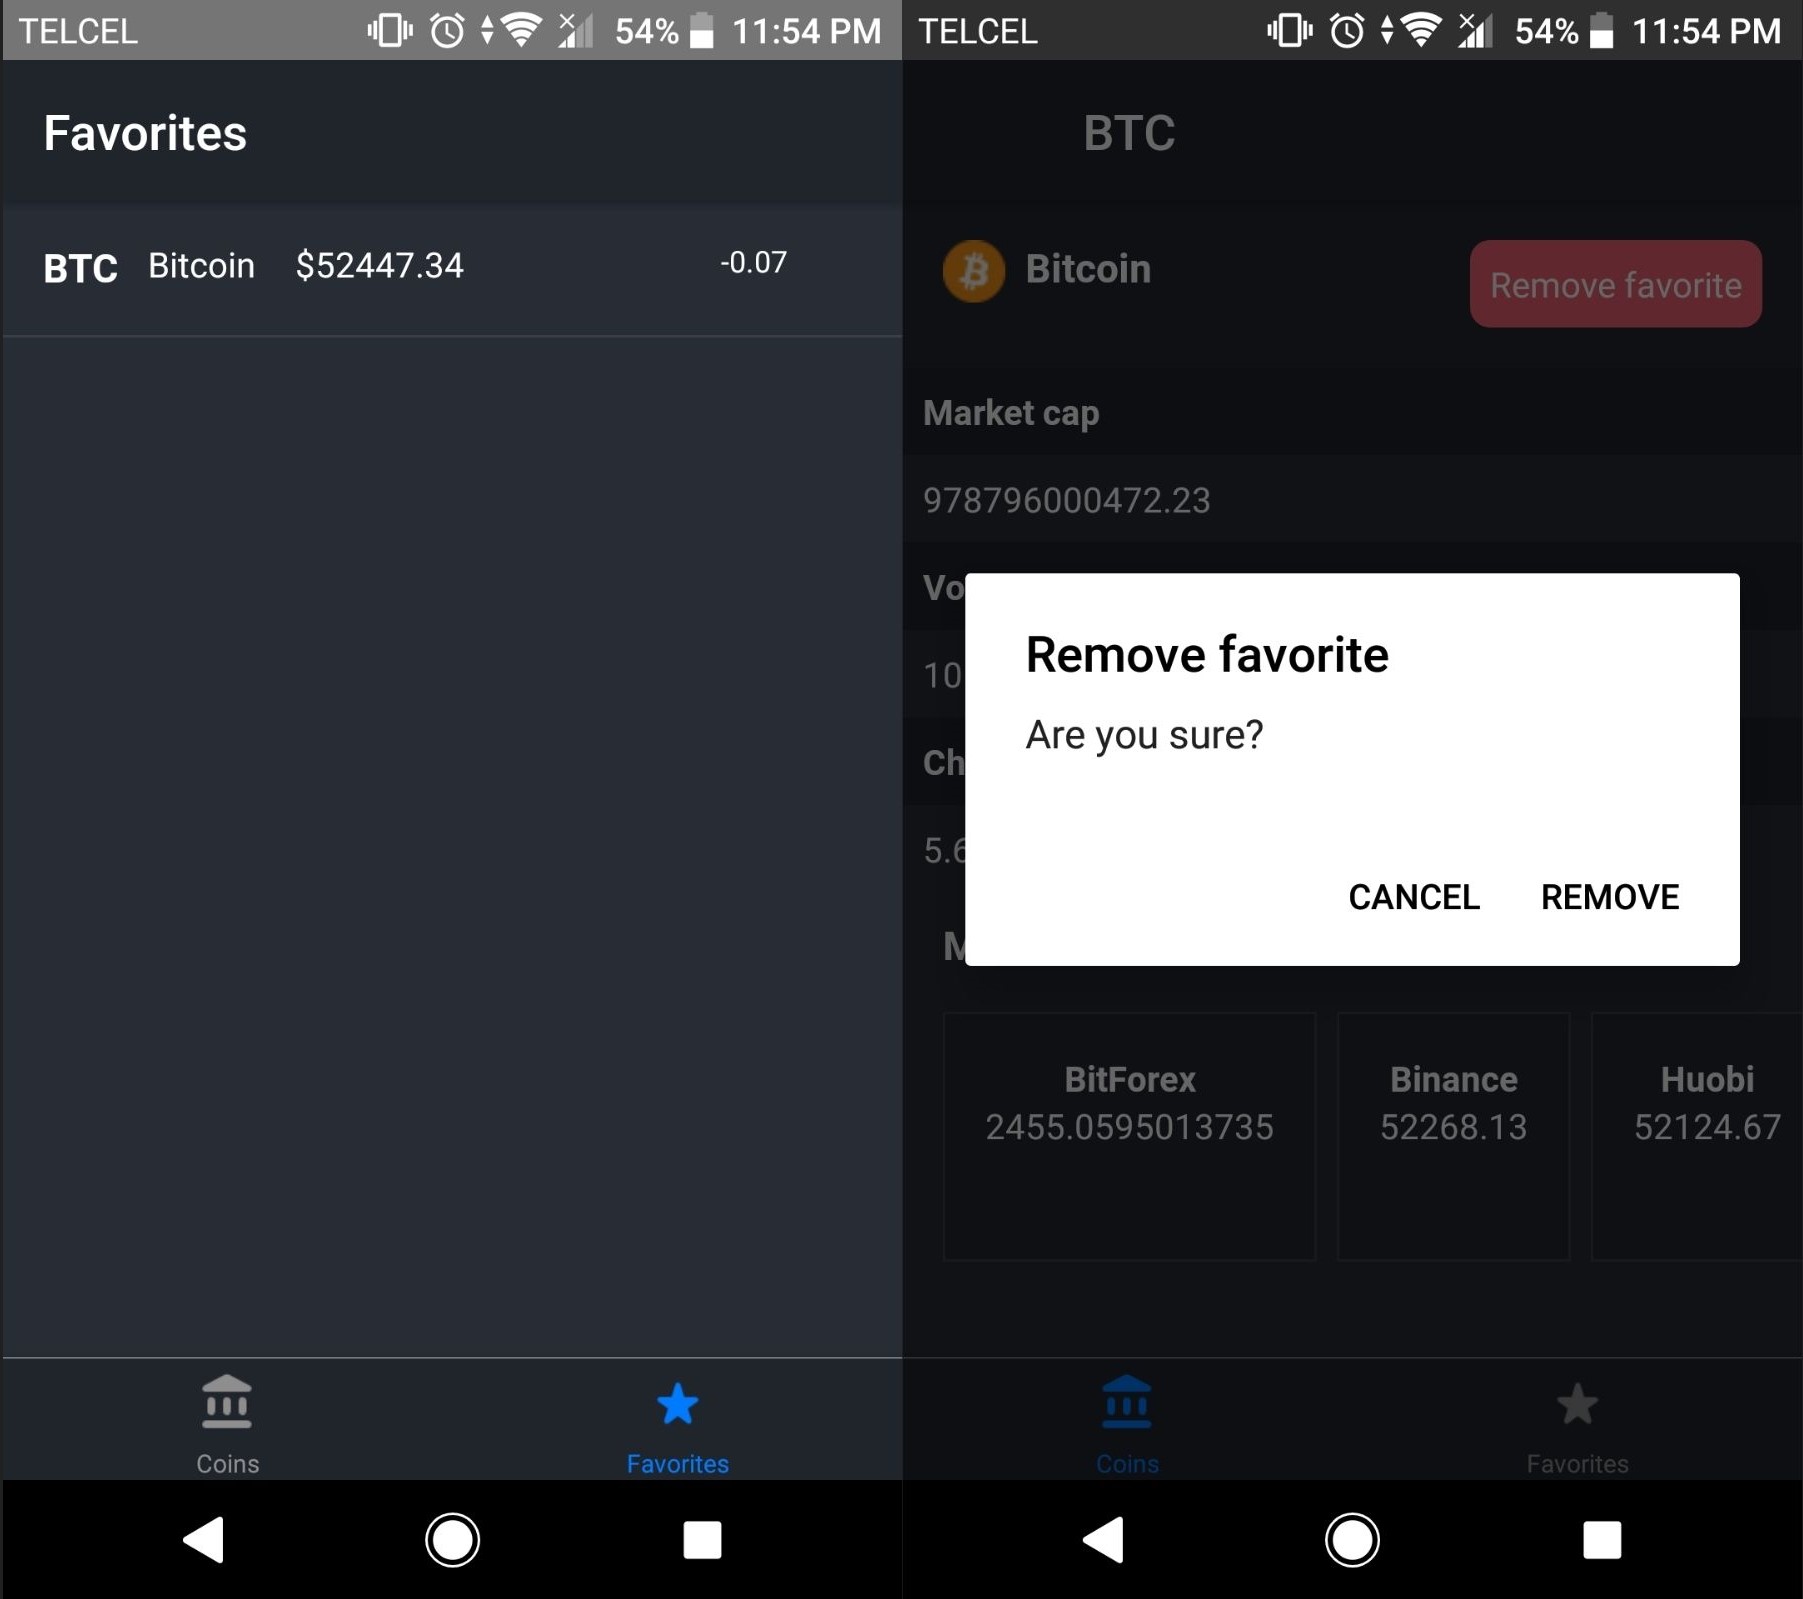 TELCEL 54% 11:54 PM
Favorites
BTC Bitcoin $52447.34 -0.07
Coins Favorites
TELCEL 54% 11:54 PM
BTC
Bitcoin Remove favorite
Market cap
978796000472.23
Vo
10
Ch
5.6
Remove favorite
Are you sure?
CANCEL REMOVE
M
BitForex Binance Huobi
2455.0595013735 52268.13 52124.67
Coins Favorites